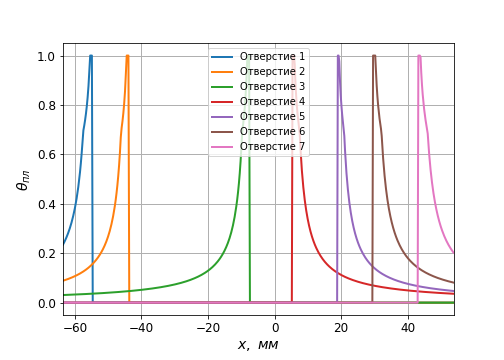 1.0
0.8
0.6
0.4
0.2
0.0
θпл
Отверстие 1
Отверстие 2
Отверстие 3
Отверстие 4
Отверстие 5
Отверстие 6
Отверстие 7
−60 −40 −20 0 20 40
x, мм